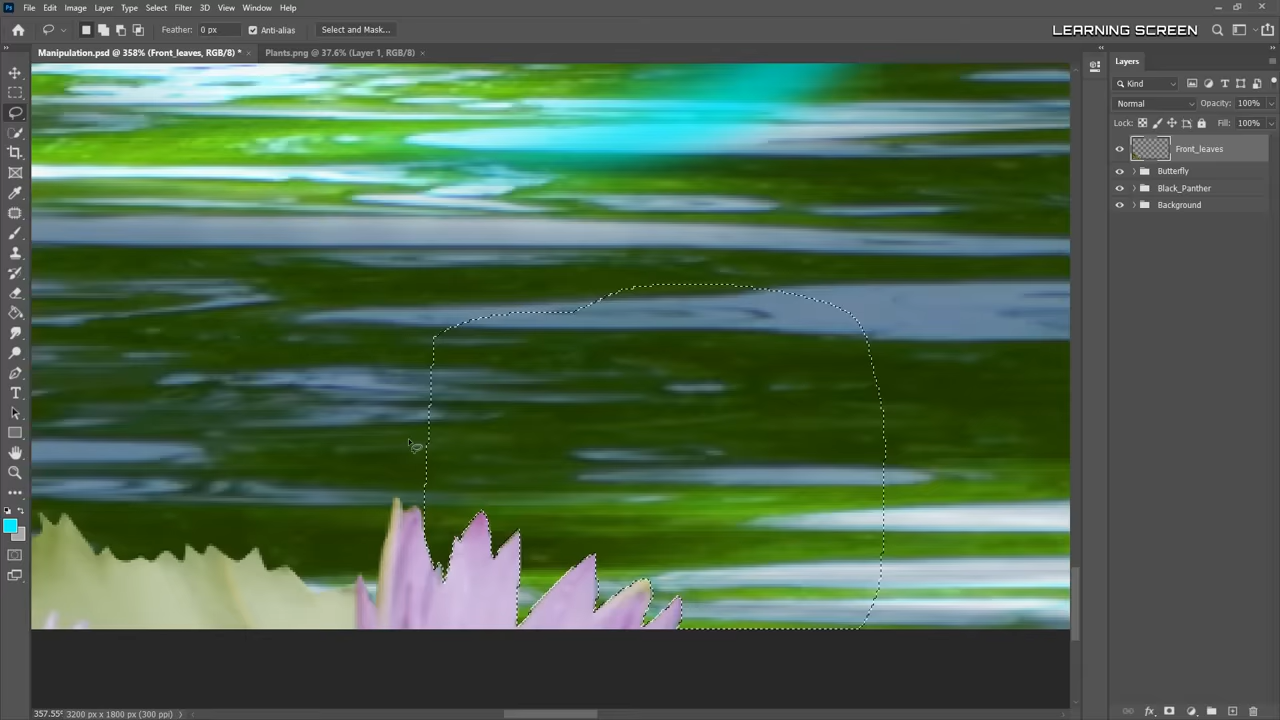 Ps File Edit Image Layer Type Select Filter 3D View Window Help
Feather: 0 px Anti-alias Select and Mask... LEARNING SCREEN
Manipulation.psd @ 358% (Front_leaves, RGB/8) * × Plants.png @ 37.6% (Layer 1, RGB/8) ×
Layers
Kind
Normal Opacity: 100%
Lock: Fill: 100%
Front_leaves
Butterfly
Black_Panther
Background
357.55% 3200 px x 1800 px (300 ppi)